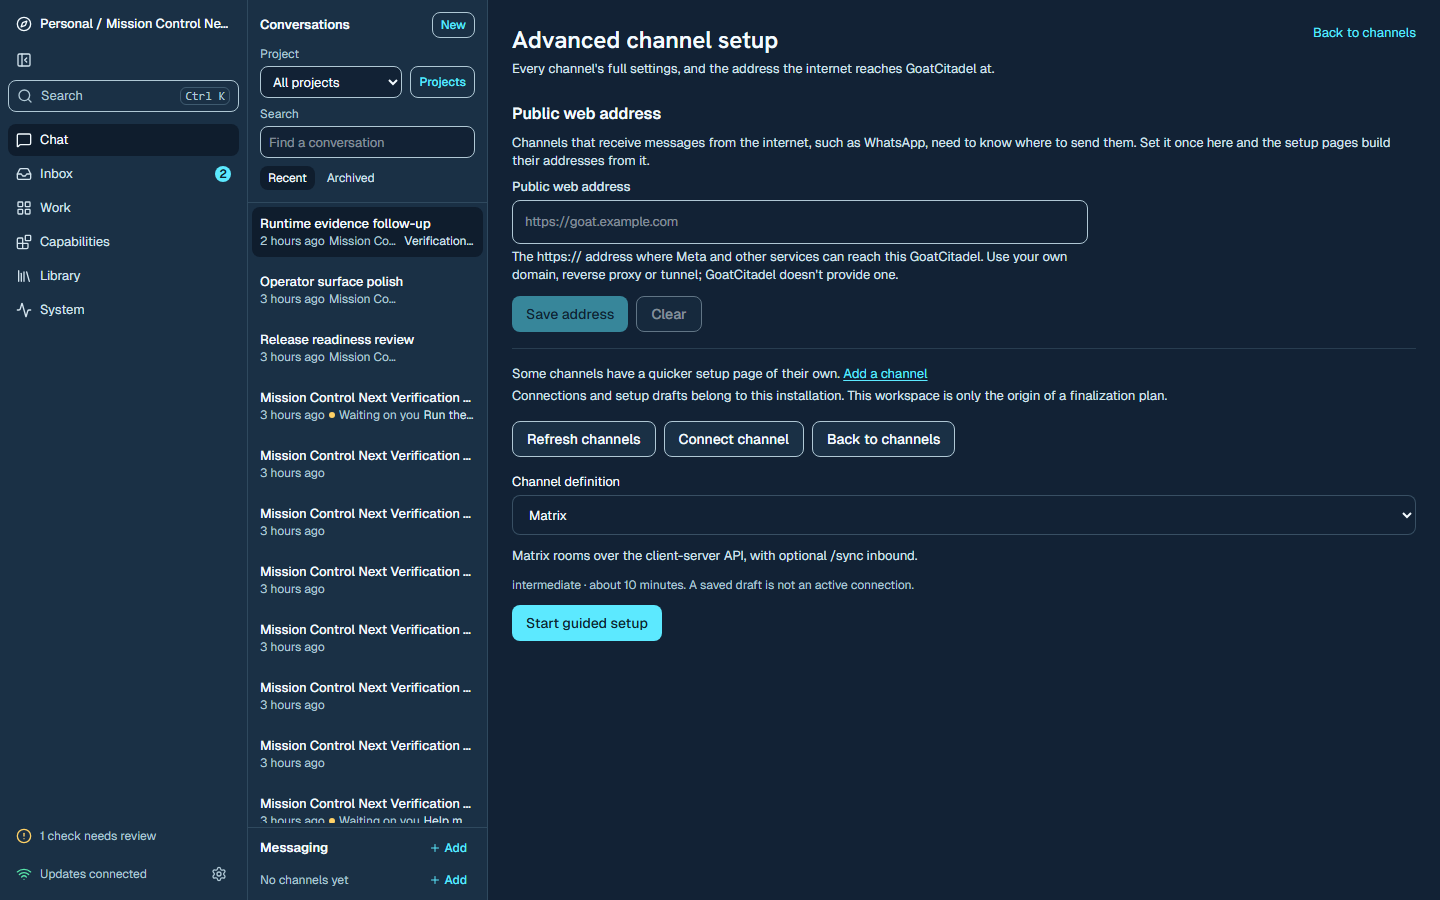 Personal / Mission Control Ne...
Search
Ctrl K
Chat
Inbox
2
Work
Capabilities
Library
System
1 check needs review
Updates connected
Conversations
New
Project
All projects
Projects
Search
Find a conversation
Recent
Archived
Runtime evidence follow-up
2 hours ago Mission Co... Verification...
Operator surface polish
3 hours ago Mission Co...
Release readiness review
3 hours ago Mission Co...
Mission Control Next Verification ...
3 hours ago Waiting on you Run the...
Mission Control Next Verification ...
3 hours ago
Mission Control Next Verification ...
3 hours ago
Mission Control Next Verification ...
3 hours ago
Mission Control Next Verification ...
3 hours ago
Mission Control Next Verification ...
3 hours ago
Mission Control Next Verification ...
3 hours ago
Mission Control Next Verification ...
3 hours ago Waiting on you Help m...
Messaging
+ Add
No channels yet
+ Add
Advanced channel setup
Back to channels
Every channel's full settings, and the address the internet reaches GoatCitadel at.
Public web address
Channels that receive messages from the internet, such as WhatsApp, need to know where to send them. Set it once here and the setup pages build
their addresses from it.
Public web address
https://goat.example.com
The https:// address where Meta and other services can reach this GoatCitadel. Use your own
domain, reverse proxy or tunnel; GoatCitadel doesn't provide one.
Save address
Clear
Some channels have a quicker setup page of their own. Add a channel
Connections and setup drafts belong to this installation. This workspace is only the origin of a finalization plan.
Refresh channels
Connect channel
Back to channels
Channel definition
Matrix
Matrix rooms over the client-server API, with optional /sync inbound.
intermediate · about 10 minutes. A saved draft is not an active connection.
Start guided setup